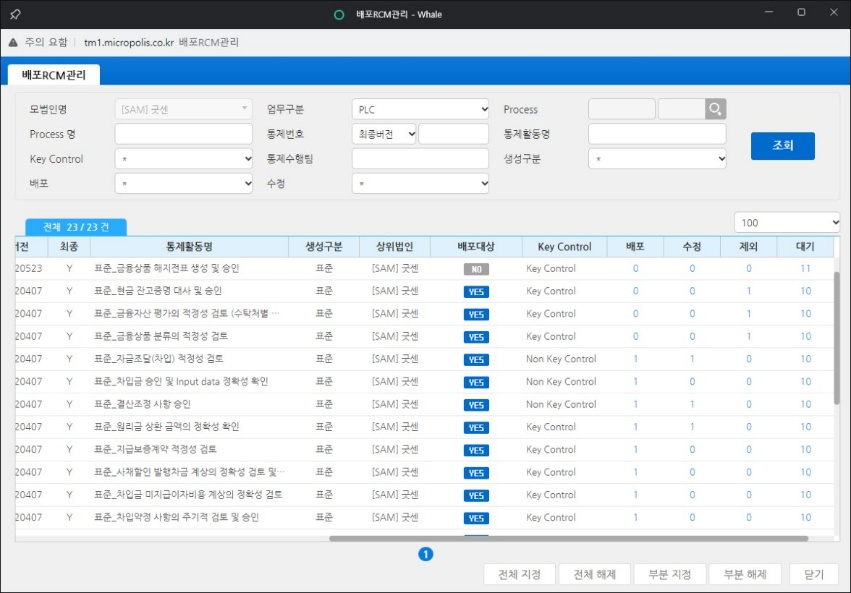 배포RCM관리 - Whale
주의 요함 tm1.micropolis.co.kr 배포RCM관리
배포RCM관리
모법인명 [SAM] 굿센 업무구분 PLC Process
Process 명 통제번호 최종버전 통제활동명
조회
Key Control * 통제수행팀 생성구분 *
배포 * 수정 *
전체 23 / 23 건 100
전 최종 통제활동명 생성구분 상위법인 배포대상 Key Control 배포 수정 제외 대기
20523 Y 표준_금융상품 해지전표 생성 및 승인 표준 [SAM] 굿센 NO Key Control 0 0 0 11
20407 Y 표준_현금 잔고증명 대사 및 승인 표준 [SAM] 굿센 YES Key Control 0 0 1 10
20407 Y 표준_금융자산 평가의 적정성 검토 (수탁처별 ... 표준 [SAM] 굿센 YES Key Control 0 0 1 10
20407 Y 표준_금융상품 분류의 적정성 검토 표준 [SAM] 굿센 YES Key Control 0 0 1 10
20407 Y 표준_자금조달(차입) 적정성 검토 표준 [SAM] 굿센 YES Non Key Control 1 1 0 10
20407 Y 표준_차입금 승인 및 Input data 정확성 확인 표준 [SAM] 굿센 YES Non Key Control 1 0 0 10
20407 Y 표준_결산조정 사항 승인 표준 [SAM] 굿센 YES Non Key Control 1 1 0 10
20407 Y 표준_원리금 상환 금액의 정확성 확인 표준 [SAM] 굿센 YES Key Control 1 1 0 10
20407 Y 표준_지급보증계약 적정성 검토 표준 [SAM] 굿센 YES Key Control 1 0 0 10
20407 Y 표준_사채할인 발행차금 계상의 정확성 검토 및... 표준 [SAM] 굿센 YES Key Control 1 0 0 10
20407 Y 표준_차입금 미지급이자비용 계상의 정확성 검토 표준 [SAM] 굿센 YES Key Control 1 0 0 10
20407 Y 표준_차입약정 사항의 주기적 검토 및 승인 표준 [SAM] 굿센 YES Key Control 1 0 0 10
1
전체 지정 전체 해제 부분 지정 부분 해제 닫기